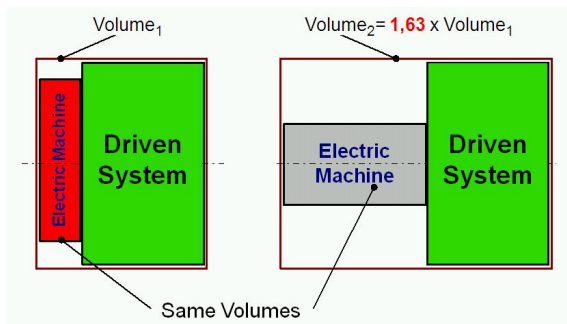 Volume₁
Volume₂= 1,63 x Volume₁
Electric Machine
Driven
System
Electric
Machine
Driven
System
Same Volumes